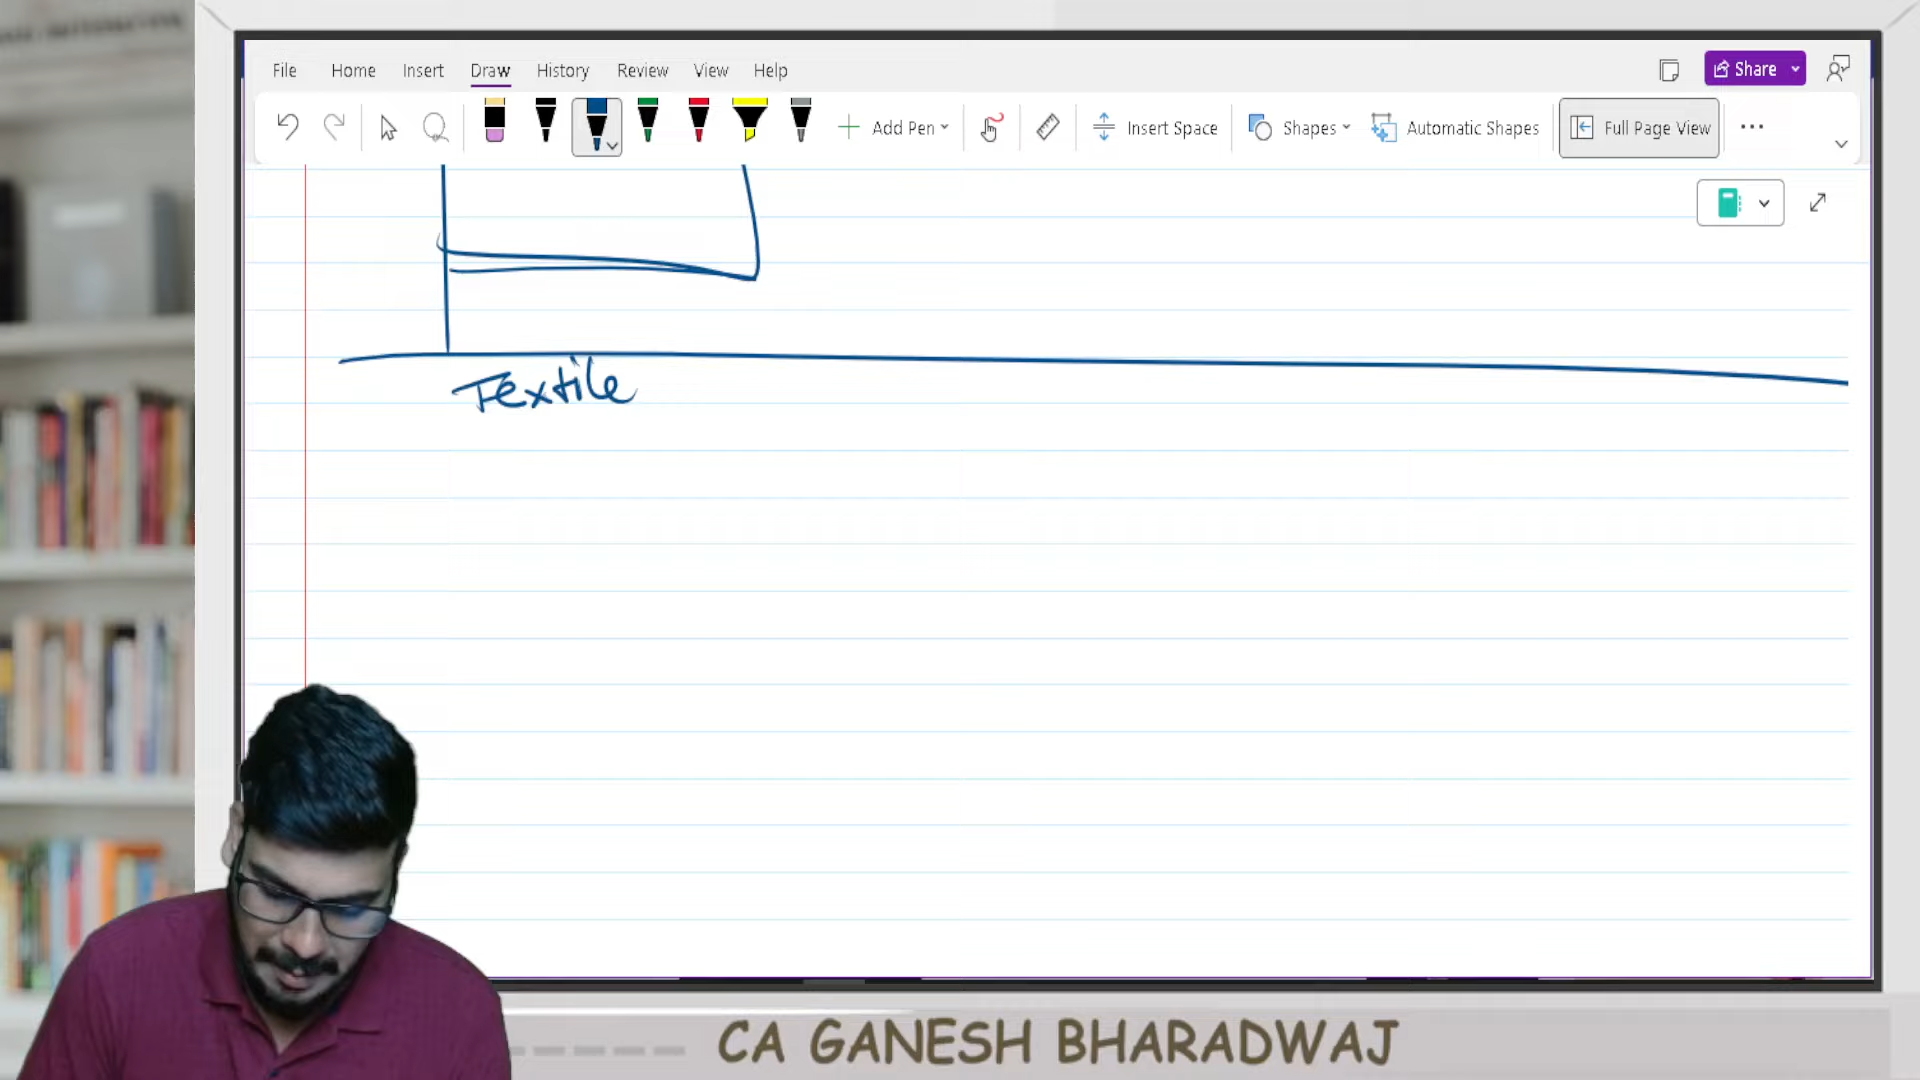 File Home Insert Draw History Review View Help Share
Add Pen Insert Space Shapes Automatic Shapes Full Page View
Textile
CA GANESH BHARADWAJ